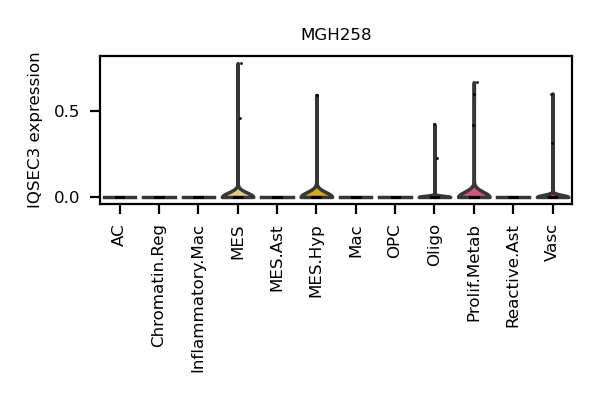 MGH258
IQSEC3 expression
0.5
0.0
AC
Chromatin.Reg
Inflammatory.Mac
MES
MES.Ast
MES.Hyp
Mac
OPC
Oligo
Prolif.Metab
Reactive.Ast
Vasc